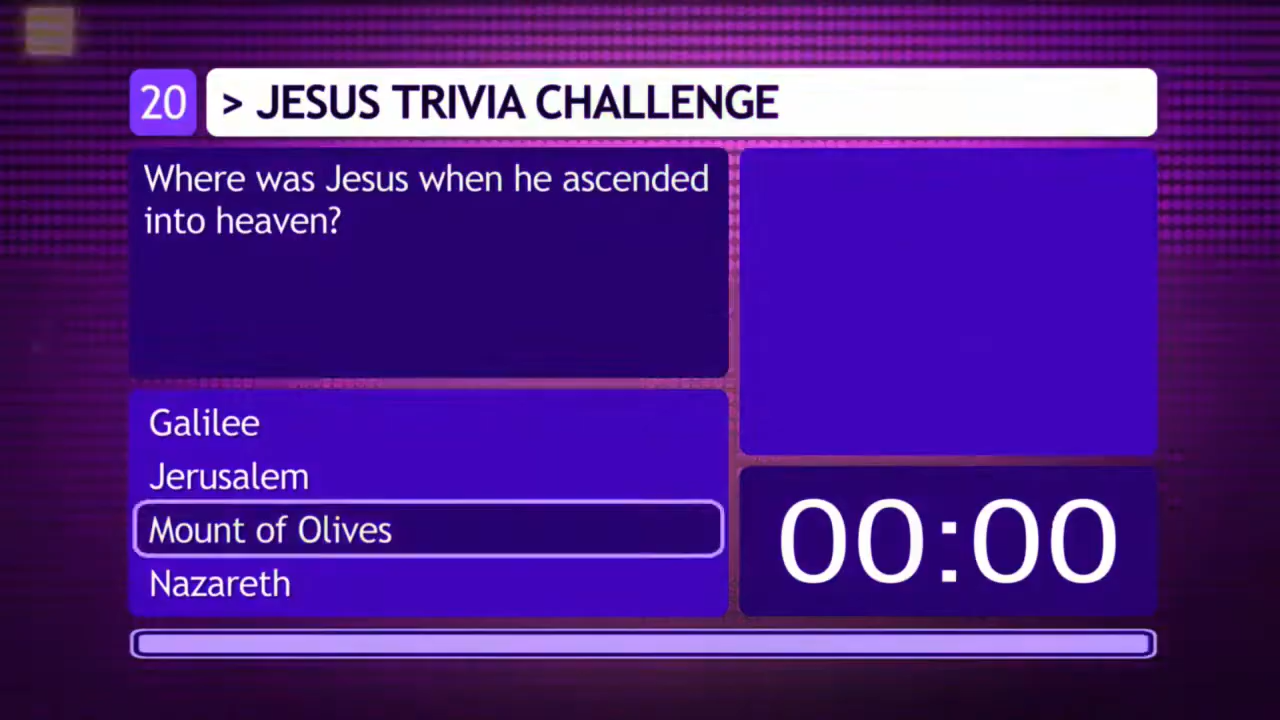 20 > JESUS TRIVIA CHALLENGE
Where was Jesus when he ascended
into heaven?
Galilee
Jerusalem
Mount of Olives
Nazareth
00:00